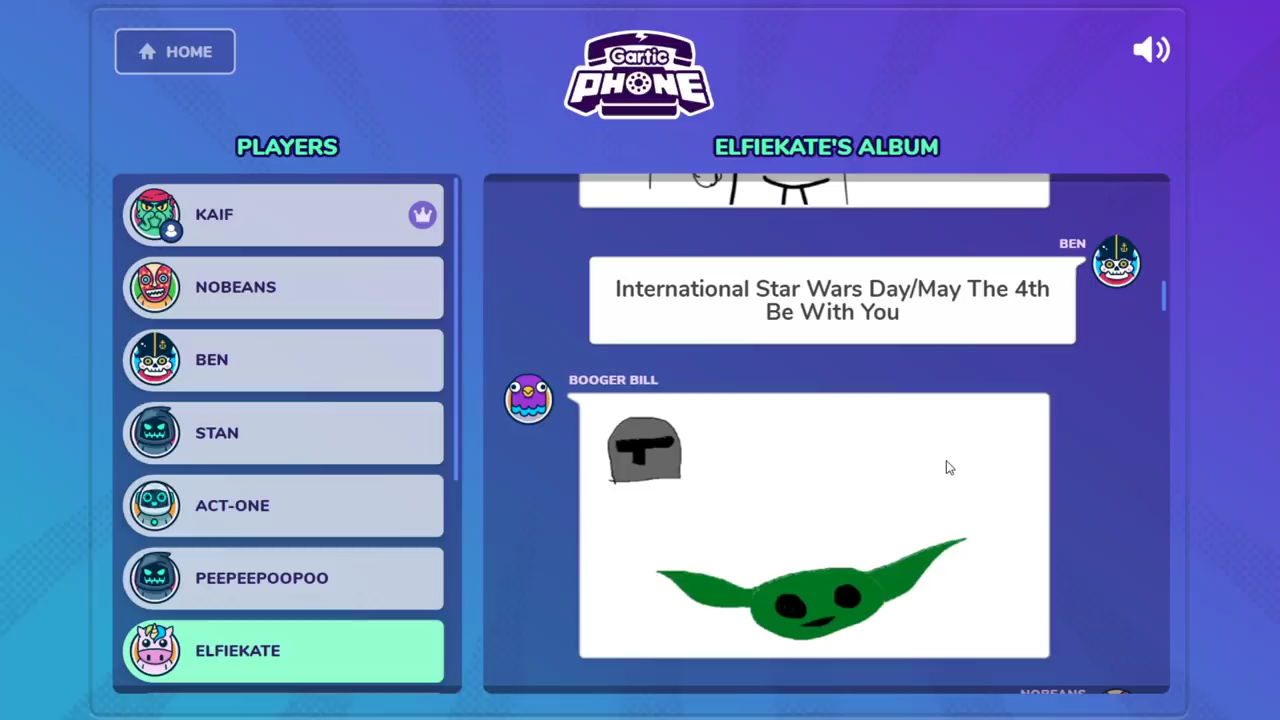 HOME
Gartic
PHONE
PLAYERS
ELFIEKATE'S ALBUM
KAIF
NOBEANS
BEN
STAN
ACT-ONE
PEEPEEPOOPOO
ELFIEKATE
BEN
International Star Wars Day/May The 4th
Be With You
BOOGER BILL
NOBEANS